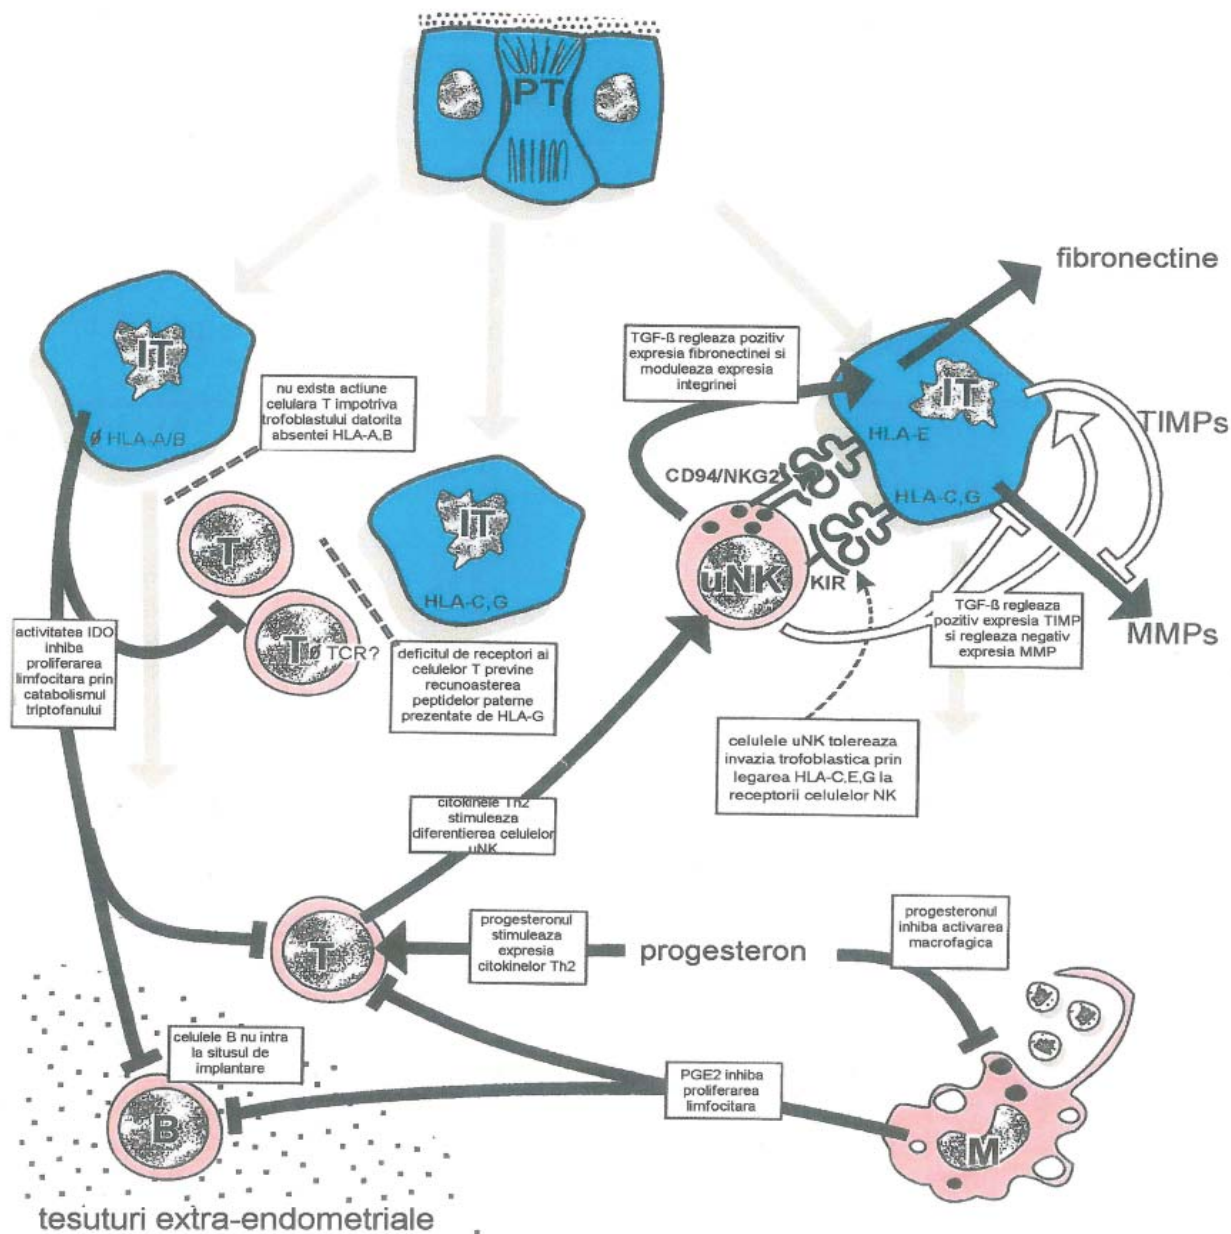 PT
fibronectine
TGF-ß regleaza pozitiv
expresia fibronectinei si
moduleaza expresia
integrinei
IT
nu exista actiune
celulara T impotriva
trofoblastului datorita
absentei HLA-A,B
Ø HLA-A/B
IT
HLA-E
TIMPs
CD94/NKG2
HLA-C,G
IT
HLA-C,G
T
uNK
KIR
TGF-ß regleaza
pozitiv expresia TIMP
si regleaza negativ
expresia MMP
MMPs
activitatea IDO
inhiba
proliferarea
limfocitara prin
catabolismul
triptofanului
T Ø TCR?
deficitul de receptori ai
celulelor T previne
recunoasterea
peptidelor pateme
prezentate de HLA-G
celulele uNK tolereaza
invazia trofoblastica prin
legarea HLA-C,E,G la
receptorii celulelor NK
citokinele Th2
stimuleaza
diferentierea celulelor
uNK
T
progesteronul
stimuleaza
expresia
citokinelor Th2
progesteron
progesteronul
inhiba activarea
macrofagica
celulele B nu intra
la situsul de
implantare
B
PGE2 inhiba
proliferarea
limfocitara
M
tesuturi extra-endometriale